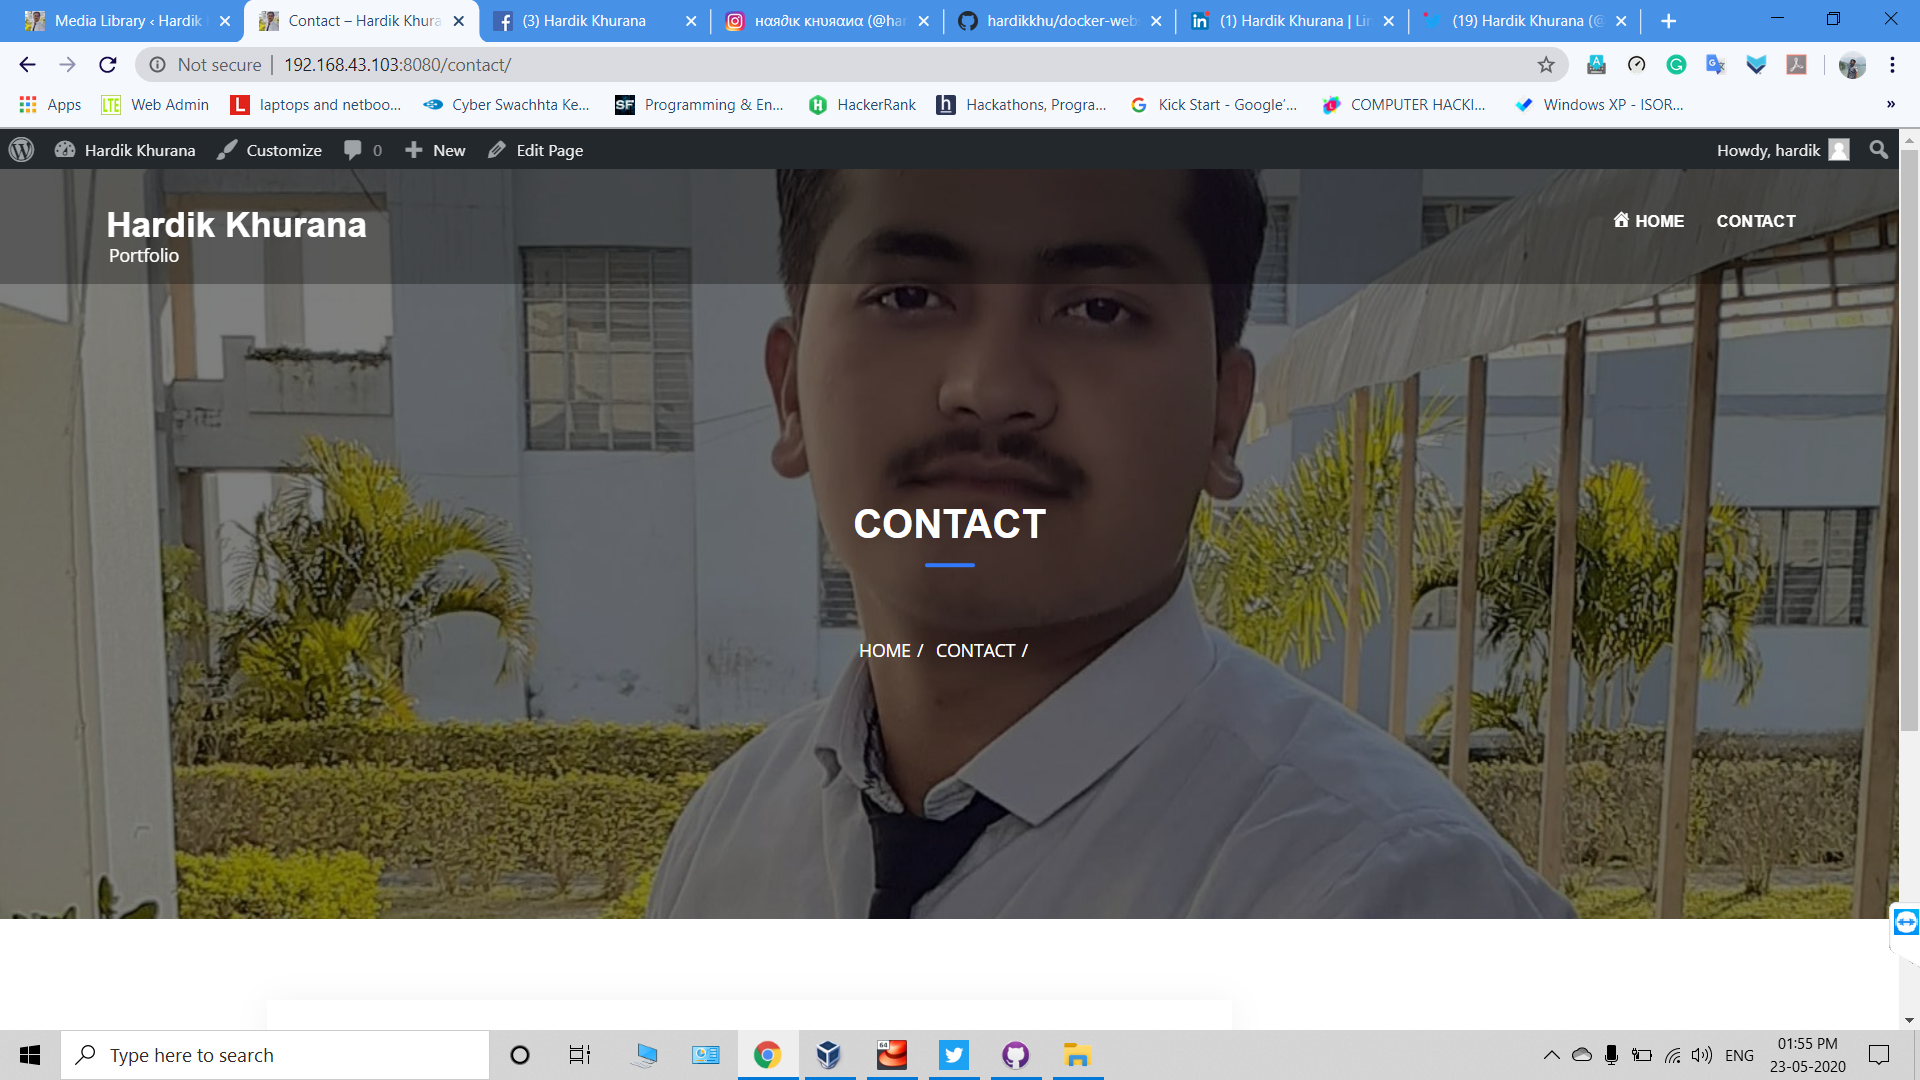 Media Library ‹ Hardik
Contact – Hardik Khura
(3) Hardik Khurana
нαя∂ιк кнυяαиα (@har
hardikkhu/docker-web
(1) Hardik Khurana | Lin
(19) Hardik Khurana (@
Not secure | 192.168.43.103:8080/contact/
Apps
Web Admin
laptops and netboo...
Cyber Swachhta Ke...
Programming & En...
HackerRank
Hackathons, Progra...
Kick Start - Google'...
COMPUTER HACKI...
Windows XP - ISOR...
»
Hardik Khurana
Customize
0
New
Edit Page
Howdy, hardik
Hardik Khurana
Portfolio
HOME
CONTACT
CONTACT
HOME / CONTACT /
Type here to search
ENG
01:55 PM
23-05-2020